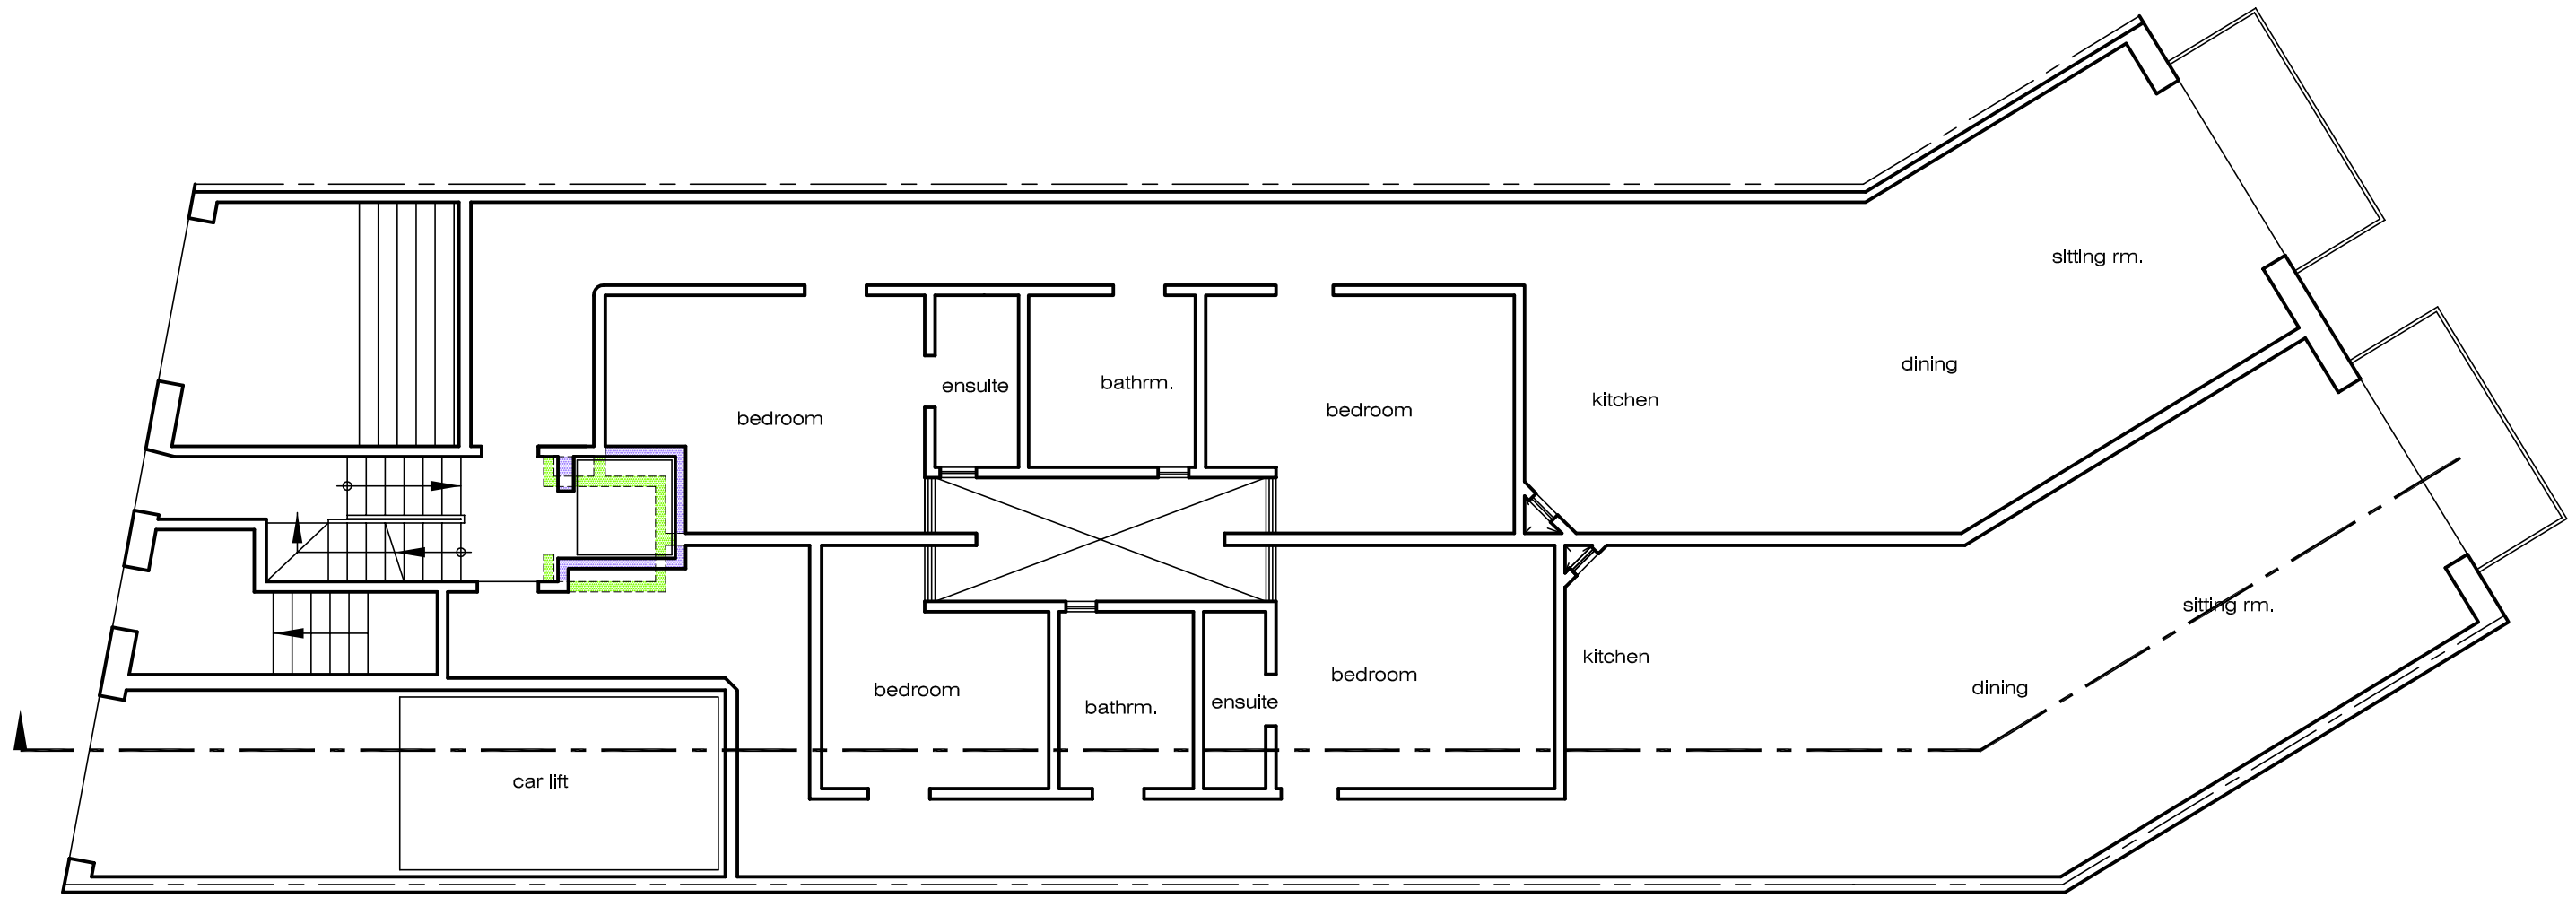 sitting rm.
dining
ensuite
bathrm.
kitchen
bedroom
bedroom
sitting rm.
kitchen
bedroom
bedroom
dining
ensuite
bathrm.
car lift